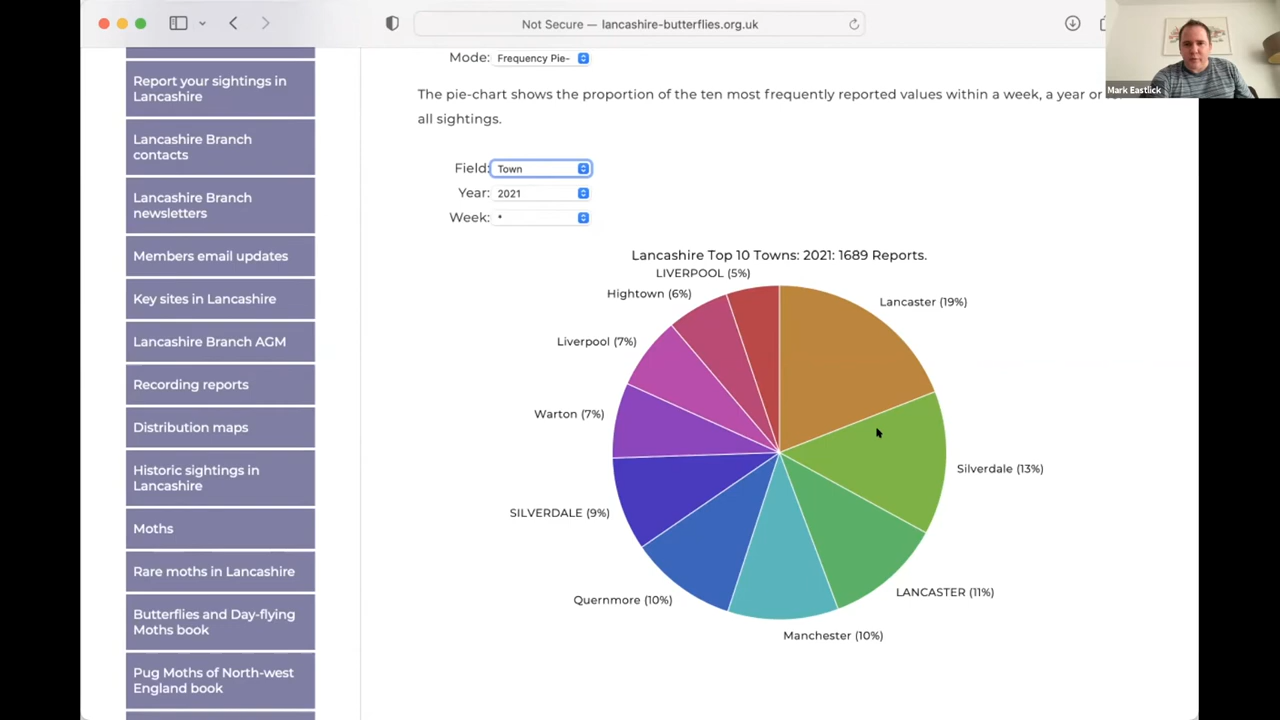 Not Secure — lancashire-butterflies.org.uk
Mark Eastlick
Report your sightings in
Lancashire
Lancashire Branch
contacts
Lancashire Branch
newsletters
Members email updates
Key sites in Lancashire
Lancashire Branch AGM
Recording reports
Distribution maps
Historic sightings in
Lancashire
Moths
Rare moths in Lancashire
Butterflies and Day-flying
Moths book
Pug Moths of North-west
England book
Mode: Frequency Pie-
The pie-chart shows the proportion of the ten most frequently reported values within a week, a year or
all sightings.
Field: Town
Year: 2021
Week: *
Lancashire Top 10 Towns: 2021: 1689 Reports.
LIVERPOOL (5%)
Hightown (6%)
Lancaster (19%)
Liverpool (7%)
Warton (7%)
Silverdale (13%)
SILVERDALE (9%)
LANCASTER (11%)
Quernmore (10%)
Manchester (10%)